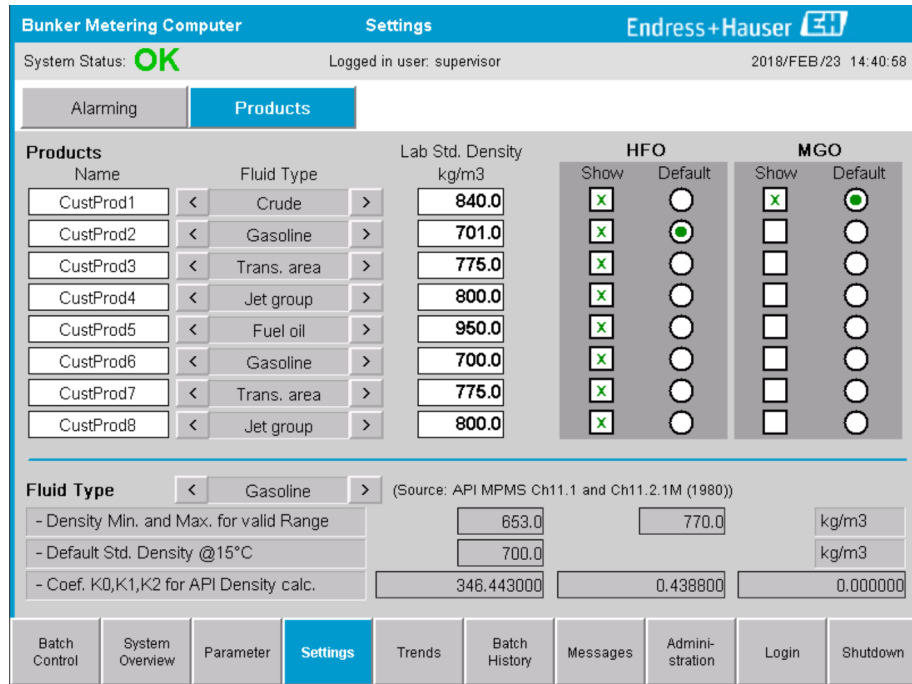 Bunker Metering Computer Settings Endress+Hauser EH
System Status: OK Logged in user: supervisor 2018/FEB/23 14:40:58
Alarming Products
Products Lab Std. Density HFO MGO
Name Fluid Type kg/m3 Show Default Show Default
CustProd1 < Crude > 840.0 x x
CustProd2 < Gasoline > 701.0 x
CustProd3 < Trans. area > 775.0 x
CustProd4 < Jet group > 800.0 x
CustProd5 < Fuel oil > 950.0 x
CustProd6 < Gasoline > 700.0 x
CustProd7 < Trans. area > 775.0 x
CustProd8 < Jet group > 800.0 x
Fluid Type < Gasoline > (Source: API MPMS Ch11.1 and Ch11.2.1M (1980))
- Density Min. and Max. for valid Range 653.0 770.0 kg/m3
- Default Std. Density @15°C 700.0 kg/m3
- Coef. K0,K1,K2 for API Density calc. 346.443000 0.438800 0.000000
Batch Control System Overview Parameter Settings Trends Batch History Messages Admini-stration Login Shutdown